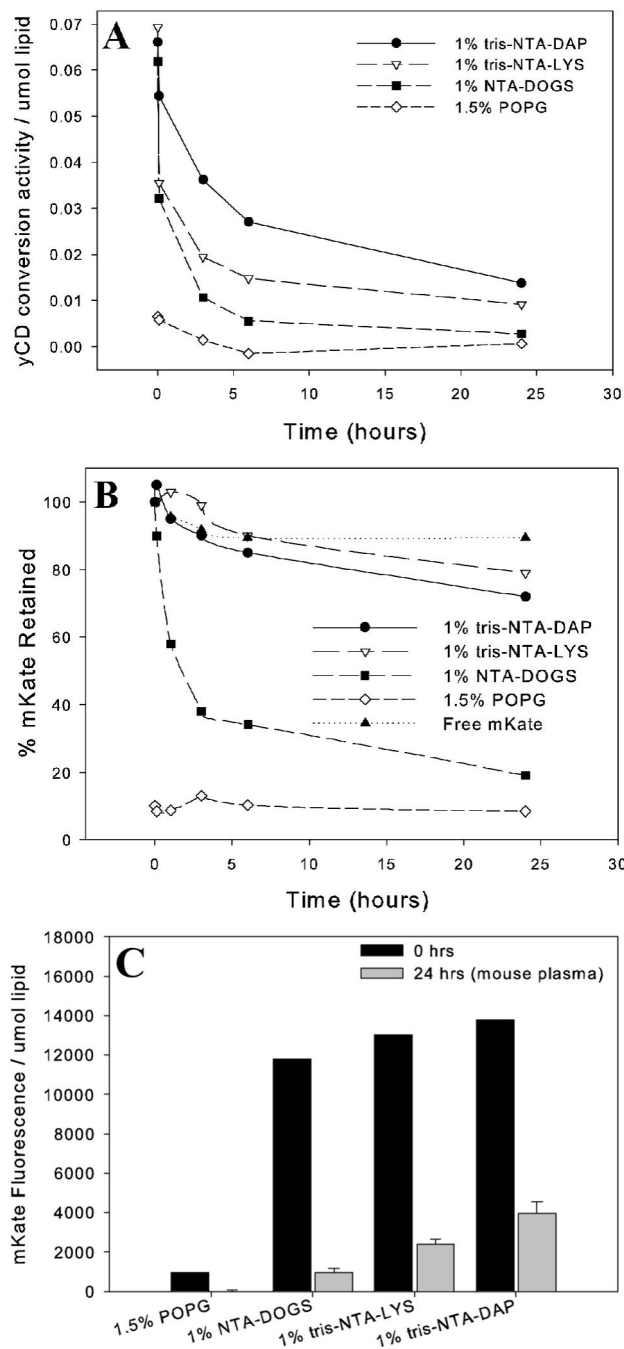 A
0.07
0.06
0.05
0.04
0.03
0.02
0.01
0.00
yCD conversion activity / umol lipid
1% tris-NTA-DAP
1% tris-NTA-LYS
1% NTA-DOGS
1.5% POPG
0 5 10 15 20 25 30
Time (hours)
B
100
80
60
40
20
0
% mKate Retained
1% tris-NTA-DAP
1% tris-NTA-LYS
1% NTA-DOGS
1.5% POPG
Free mKate
0 5 10 15 20 25 30
Time (hours)
C
18000
16000
14000
12000
10000
8000
6000
4000
2000
0
mKate Fluorescence / umol lipid
0 hrs
24 hrs (mouse plasma)
1.5% POPG
1% NTA-DOGS
1% tris-NTA-LYS
1% tris-NTA-DAP